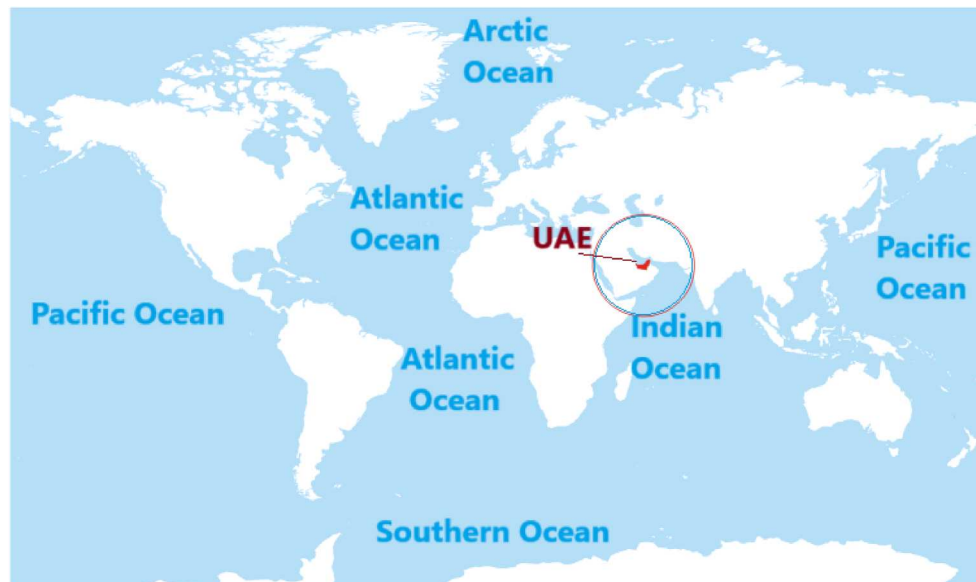 Arctic
Ocean
Atlantic
Ocean
UAE
Pacific
Ocean
Pacific Ocean
Indian
Ocean
Atlantic
Ocean
Southern Ocean